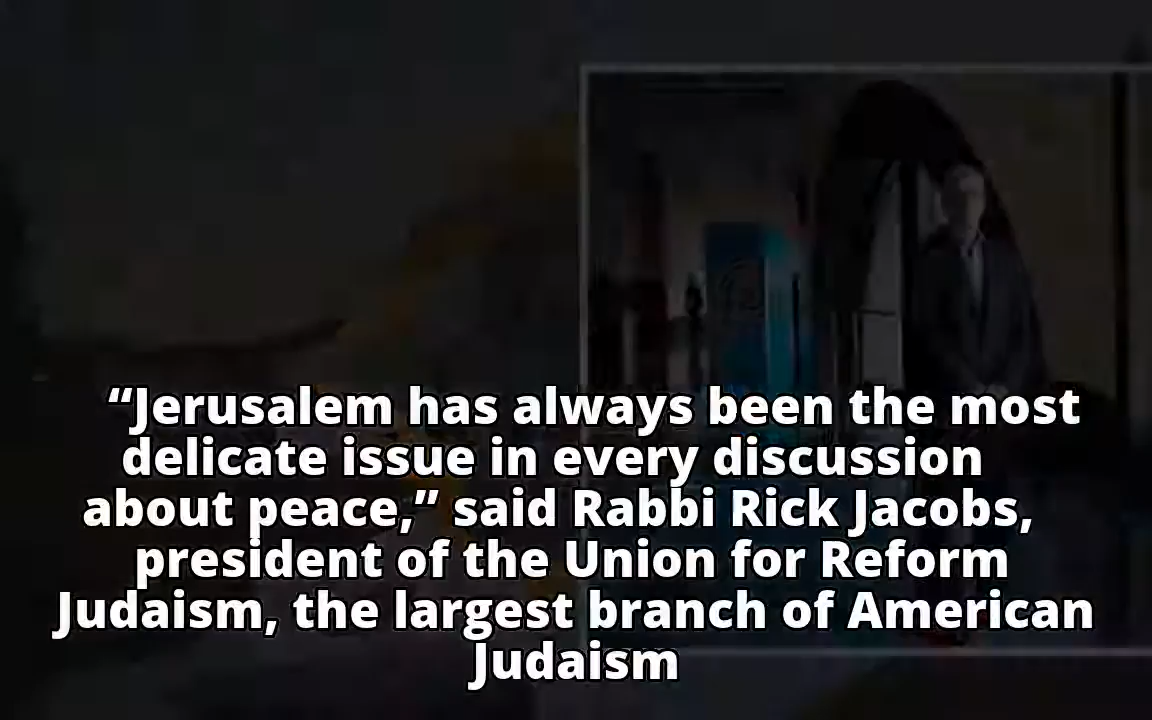 “Jerusalem has always been the most
delicate issue in every discussion
about peace,” said Rabbi Rick Jacobs,
president of the Union for Reform
Judaism, the largest branch of American
Judaism